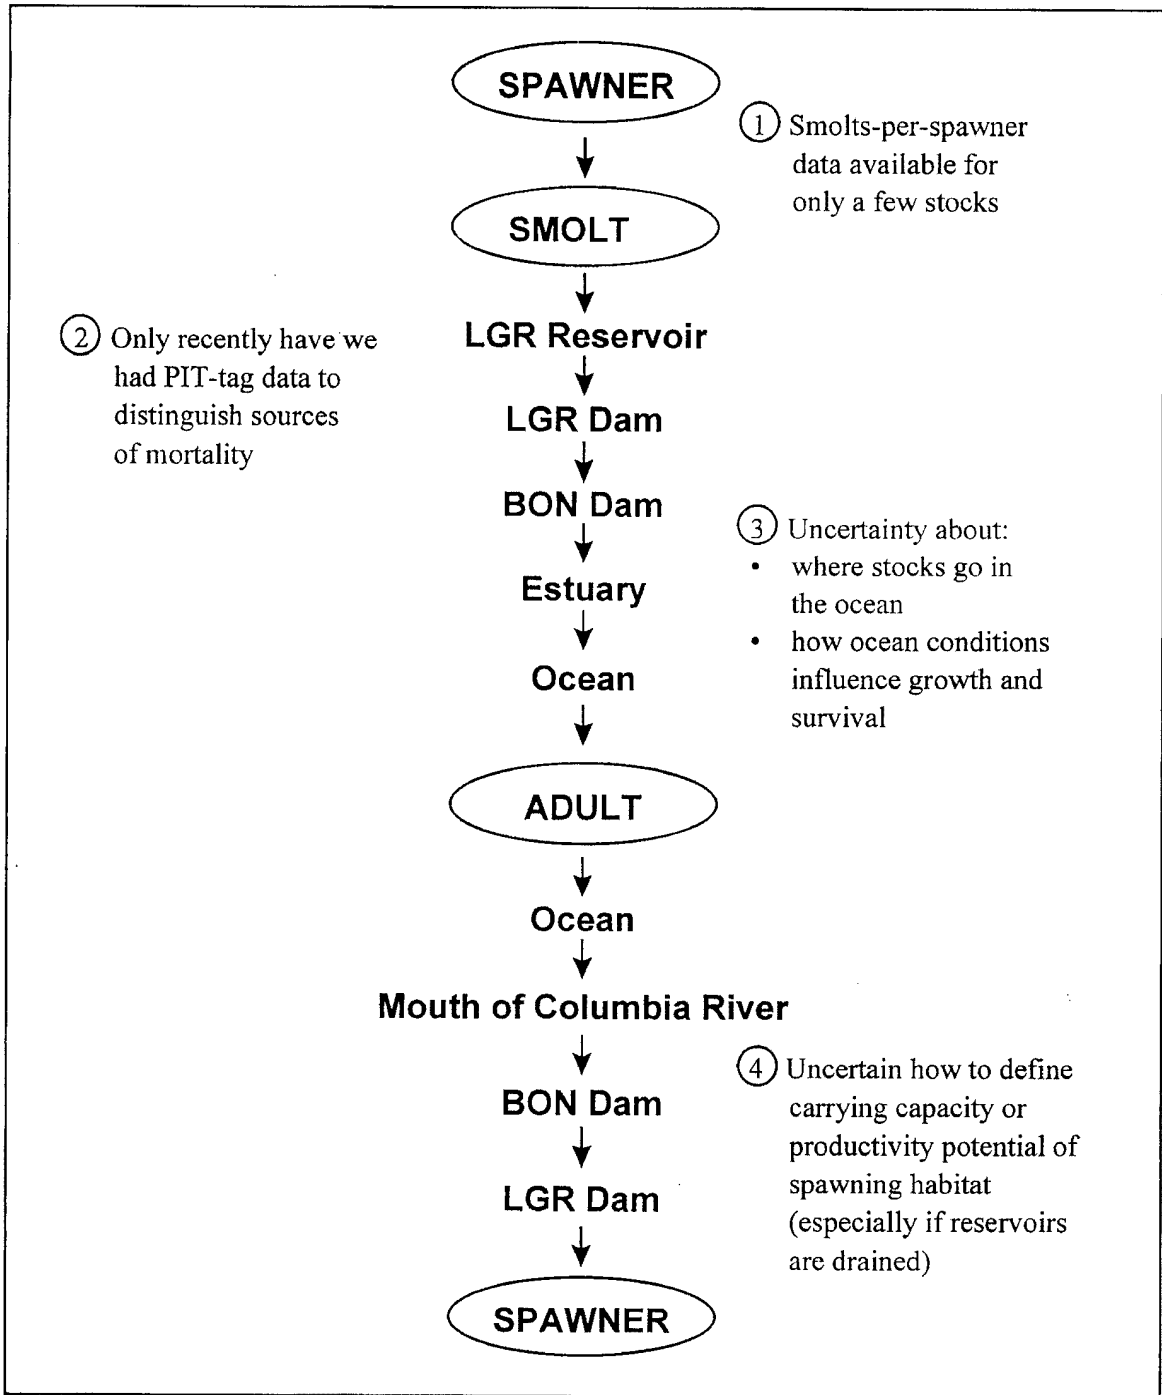 SPAWNER
① Smolts-per-spawner
data available for
only a few stocks
SMOLT
② Only recently have we
had PIT-tag data to
distinguish sources
of mortality
LGR Reservoir
LGR Dam
BON Dam
③ Uncertainty about:
• where stocks go in
the ocean
• how ocean conditions
influence growth and
survival
Estuary
Ocean
ADULT
Ocean
Mouth of Columbia River
④ Uncertain how to define
carrying capacity or
productivity potential of
spawning habitat
(especially if reservoirs
are drained)
BON Dam
LGR Dam
SPAWNER